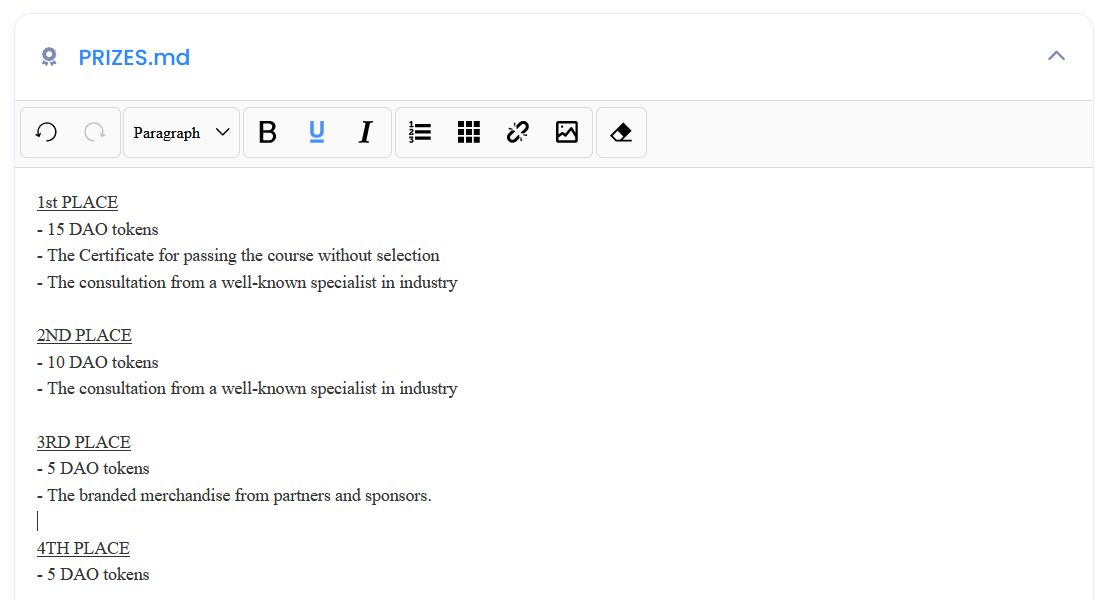 PRIZES.md
Paragraph B U I
1st PLACE
- 15 DAO tokens
- The Certificate for passing the course without selection
- The consultation from a well-known specialist in industry
2ND PLACE
- 10 DAO tokens
- The consultation from a well-known specialist in industry
3RD PLACE
- 5 DAO tokens
- The branded merchandise from partners and sponsors.
4TH PLACE
- 5 DAO tokens